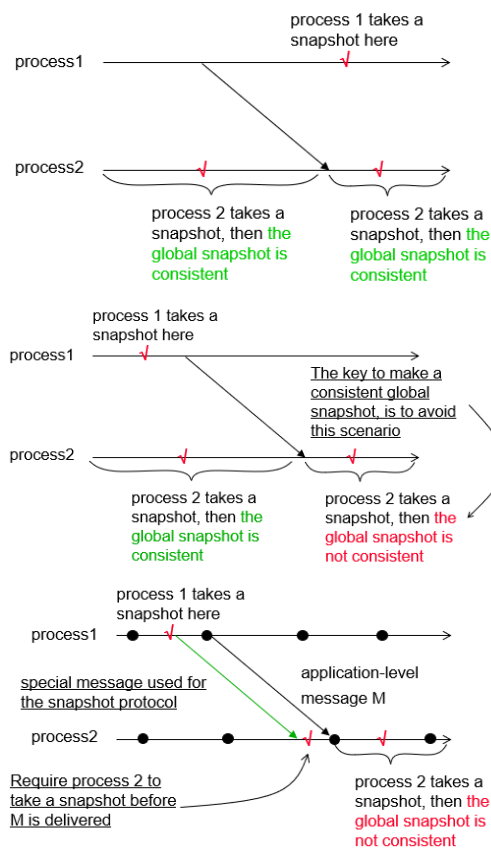 process 1 takes a
snapshot here
process1
process2
process 2 takes a
snapshot, then the
global snapshot is
consistent
process 2 takes a
snapshot, then the
global snapshot is
consistent
process 1 takes a
snapshot here
process1
The key to make a
consistent global
snapshot, is to avoid
this scenario
process2
process 2 takes a
snapshot, then the
global snapshot is
consistent
process 2 takes a
snapshot, then the
global snapshot is
not consistent
process 1 takes a
snapshot here
process1
special message used for
the snapshot protocol
application-level
message M
process2
Require process 2 to
take a snapshot before
M is delivered
process 2 takes a
snapshot, then the
global snapshot is
not consistent